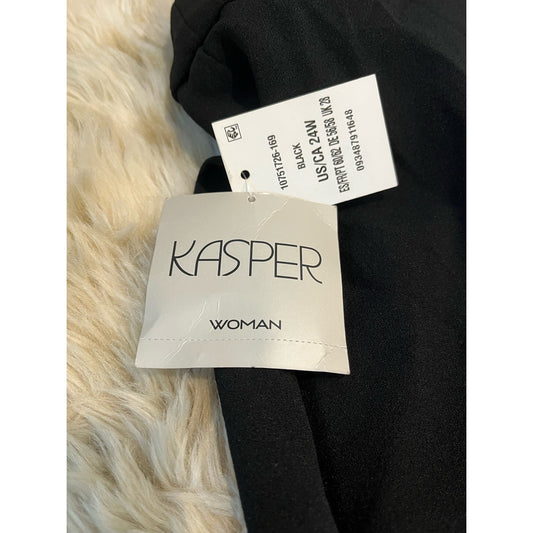 KASPER
WOMAN
10751726-169
BLACK
US/CA 24W
ES/FR/PT 60/62 DE 56/58 UK 28
093487911648